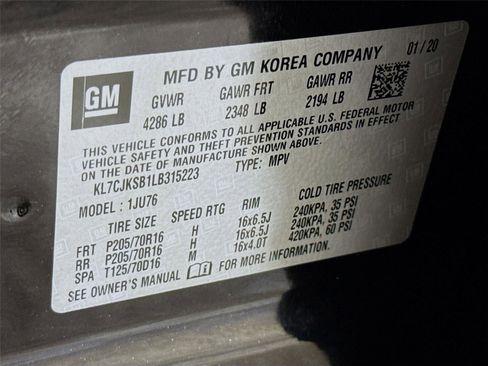 GM
MFD BY GM KOREA COMPANY 01/20
GVWR GAWR FRT GAWR RR
4286 LB 2348 LB 2194 LB
THIS VEHICLE CONFORMS TO ALL APPLICABLE U.S. FEDERAL MOTOR
VEHICLE SAFETY AND THEFT PREVENTION STANDARDS IN EFFECT
ON THE DATE OF MANUFACTURE SHOWN ABOVE.
KL7CJKSB1LB315223 TYPE: MPV
MODEL : 1JU76
TIRE SIZE SPEED RTG RIM COLD TIRE PRESSURE
FRT P205/70R16 H 16x6.5J 240KPA, 35 PSI
RR P205/70R16 H 16x6.5J 240KPA, 35 PSI
SPA T125/70D16 M 16x4.0T 420KPA, 60 PSI
SEE OWNER'S MANUAL FOR MORE INFORMATION.